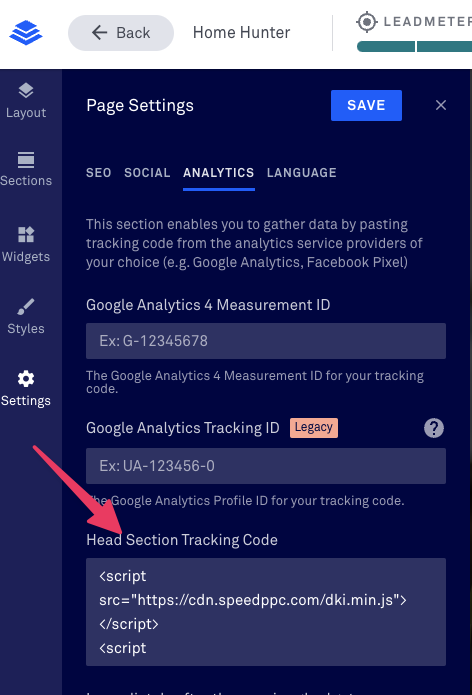 Back
Home Hunter
LEADMETER
Layout
Sections
Widgets
Styles
Settings
Page Settings
SAVE
SEO SOCIAL ANALYTICS LANGUAGE
This section enables you to gather data by pasting
tracking code from the analytics service providers of
your choice (e.g. Google Analytics, Facebook Pixel)
Google Analytics 4 Measurement ID
Ex: G-12345678
The Google Analytics 4 Measurement ID for your tracking
code.
Google Analytics Tracking ID Legacy ?
Ex: UA-123456-0
The Google Analytics Profile ID for your tracking code.
Head Section Tracking Code
<script
src="https://cdn.speedppc.com/dki.min.js">
</script>
<script